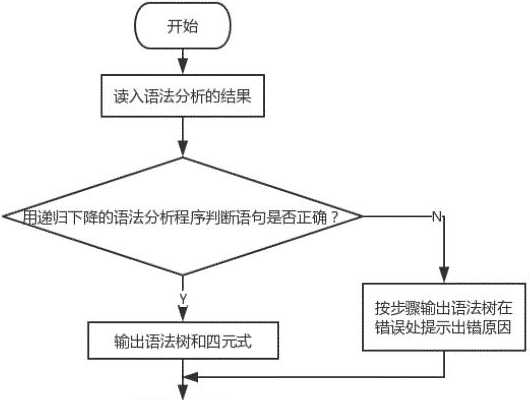 开始
读入语法分析的结果
用递归下降的语法分析程序判断语句是否正确？
N
Y
按步骤输出语法树在
错误处提示出错原因
输出语法树和四元式